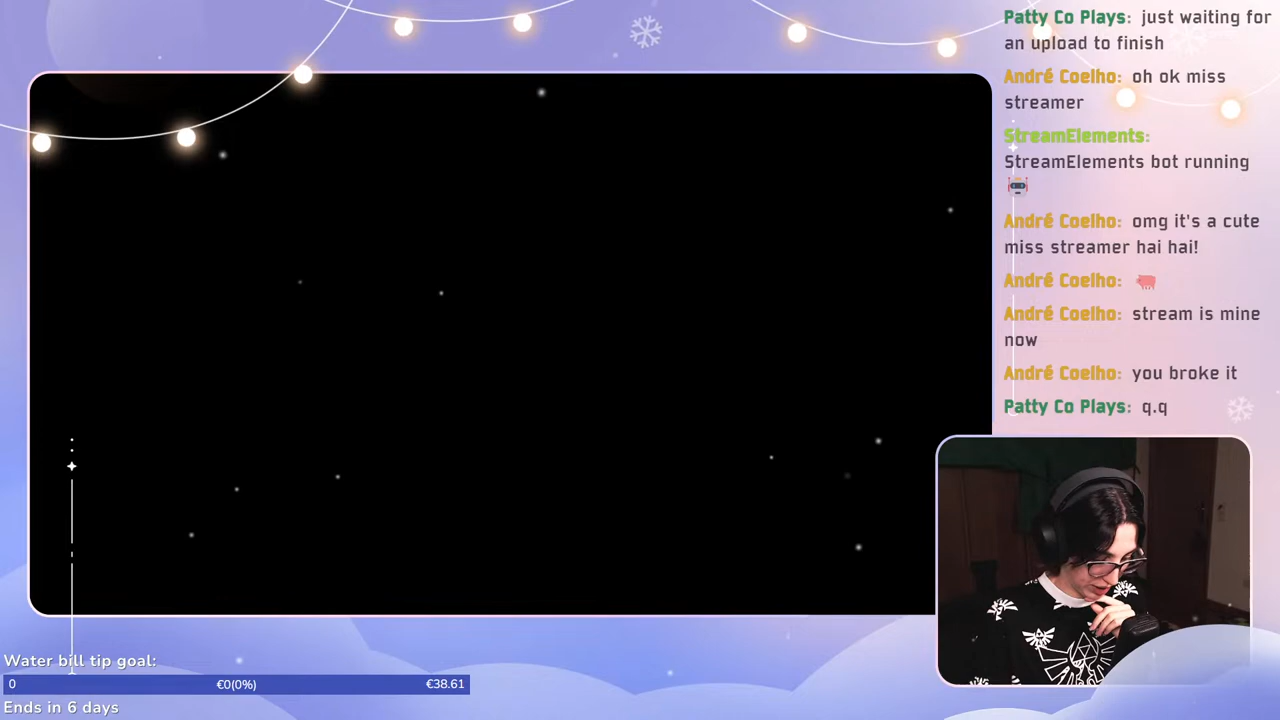 Patty Co Plays: just waiting for
an upload to finish
André Coelho: oh ok miss
streamer
StreamElements:
StreamElements bot running
André Coelho: omg it's a cute
miss streamer hai hai!
André Coelho:
André Coelho: stream is mine
now
André Coelho: you broke it
Patty Co Plays: q.q
Water bill tip goal:
0 €0(0%) €38.61
Ends in 6 days